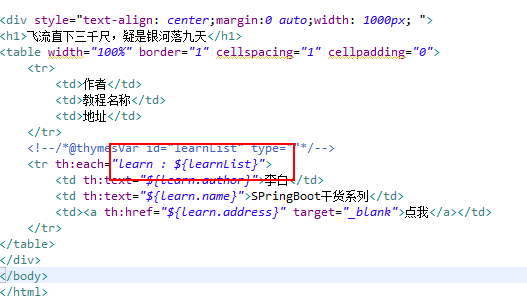 <div style="text-align: center;margin:0 auto;width: 1000px; ">
<h1>飞流直下三千尺，疑是银河落九天</h1>
<table width="100%" border="1" cellspacing="1" cellpadding="0">
<tr>
<td>作者</td>
<td>教程名称</td>
<td>地址</td>
</tr>
<!--/*@thymesVar id="learnList" type=""*/-->
<tr th:each="learn : ${learnList}">
<td th:text="${learn.author}">李白</td>
<td th:text="${learn.name}">SPringBoot干货系列</td>
<td><a th:href="${learn.address}" target="_blank">点我</a></td>
</tr>
</table>
</div>
</body>
</html>